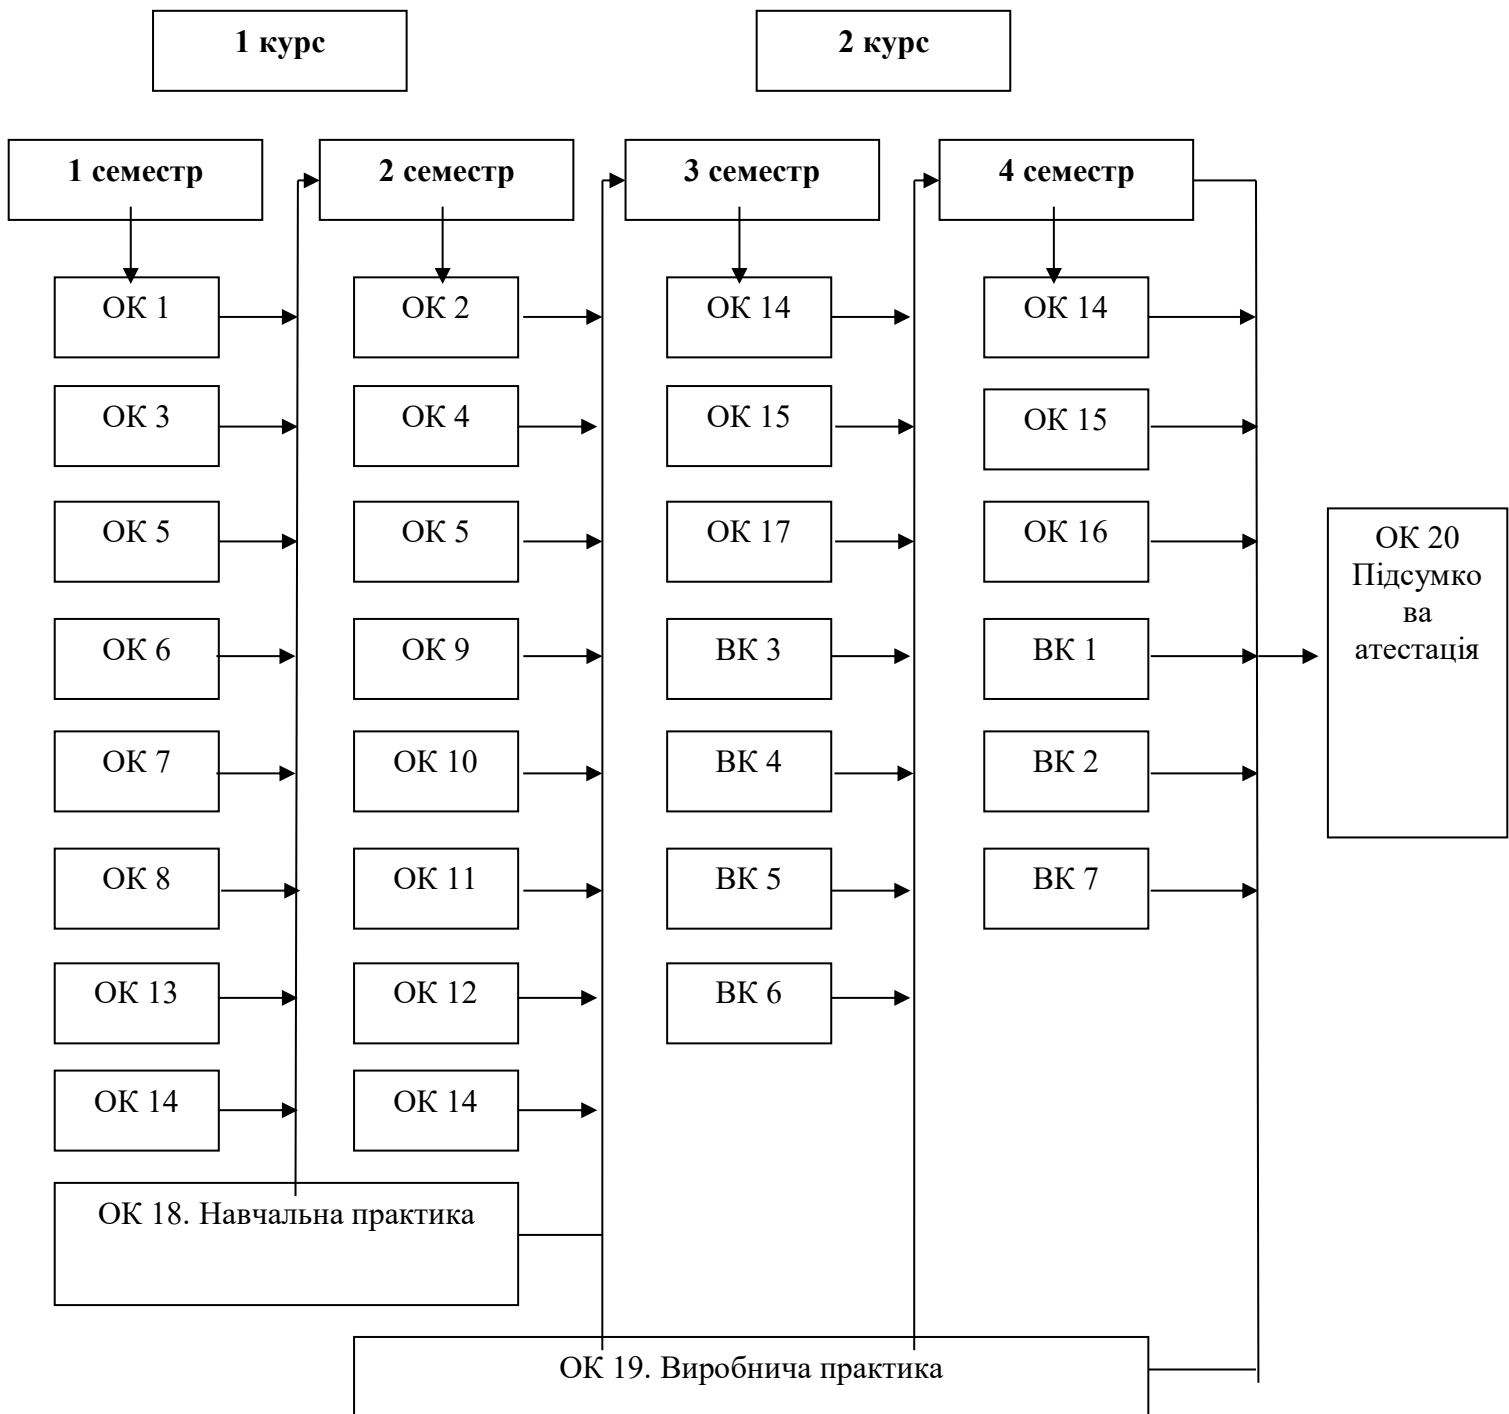 1 курс
2 курс
1 семестр
2 семестр
3 семестр
4 семестр
ОК 1
ОК 2
ОК 14
ОК 14
ОК 3
ОК 4
ОК 15
ОК 15
ОК 5
ОК 5
ОК 17
ОК 16
ОК 20
Підсумко
ва
атестація
ОК 6
ОК 9
ВК 3
ВК 1
ОК 7
ОК 10
ВК 4
ВК 2
ОК 8
ОК 11
ВК 5
ВК 7
ОК 13
ОК 12
ВК 6
ОК 14
ОК 14
ОК 18. Навчальна практика
ОК 19. Виробнича практика